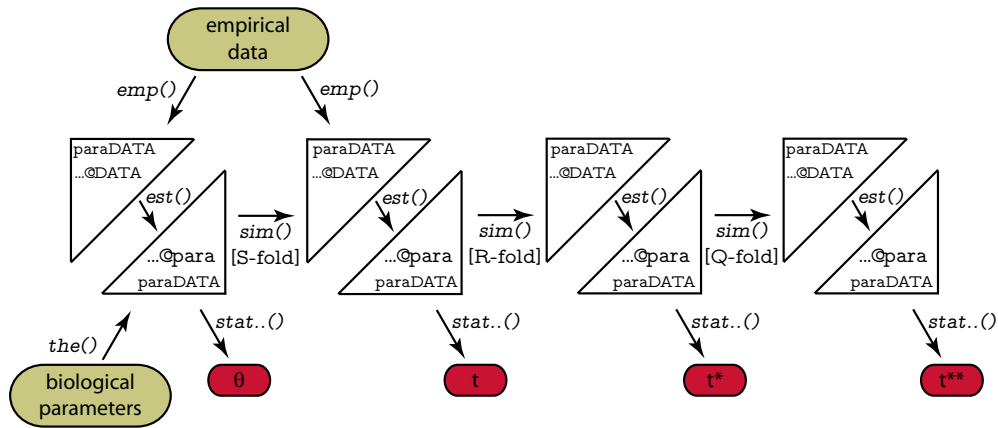 empirical
data
emp()
emp()
paraDATA
...@DATA
est()
...@para
paraDATA
sim()
[S-fold]
paraDATA
...@DATA
est()
...@para
paraDATA
sim()
[R-fold]
paraDATA
...@DATA
est()
...@para
paraDATA
sim()
[Q-fold]
paraDATA
...@DATA
est()
...@para
paraDATA
the()
stat..()
stat..()
stat..()
stat..()
biological
parameters
θ
t
t*
t**